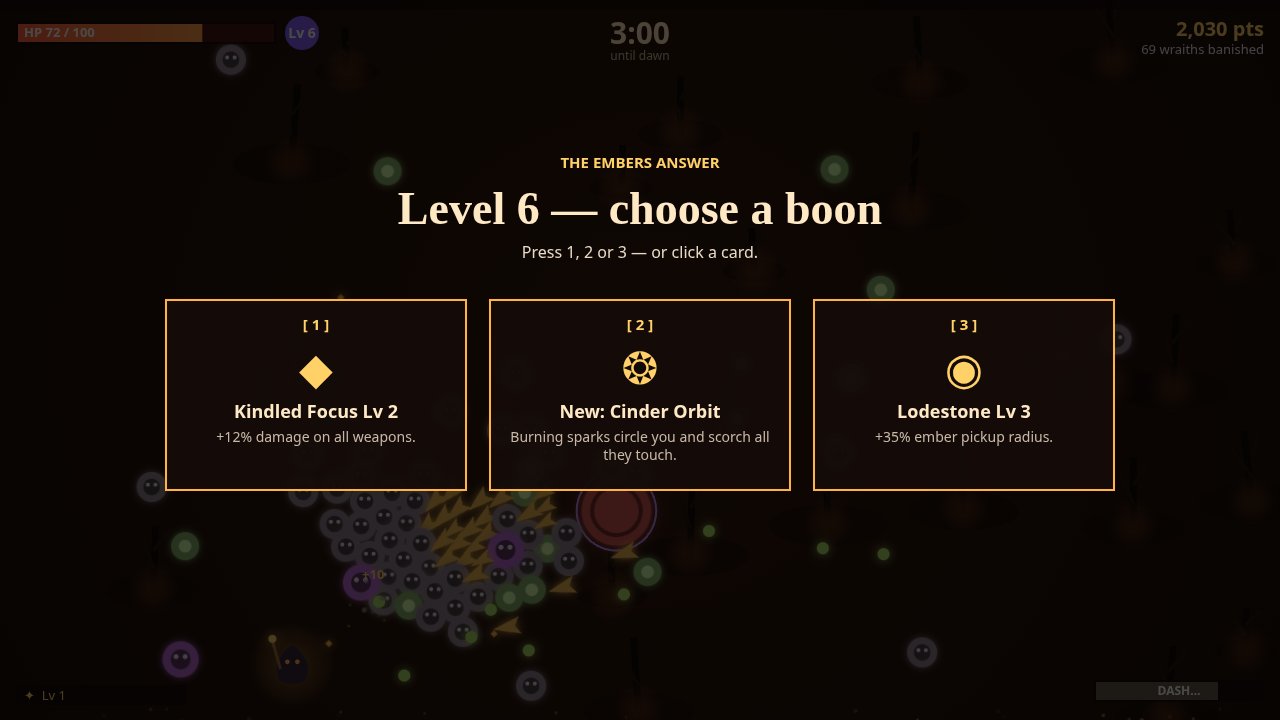 HP 72 / 100
Lv 6
3:00
until dawn
2,030 pts
69 wraiths banished
THE EMBERS ANSWER
Level 6 — choose a boon
Press 1, 2 or 3 — or click a card.
[ 1 ]
◆
Kindled Focus Lv 2
+12% damage on all weapons.
[ 2 ]
❂
New: Cinder Orbit
Burning sparks circle you and scorch all
they touch.
[ 3 ]
◉
Lodestone Lv 3
+35% ember pickup radius.
+10
✦ Lv 1
DASH...